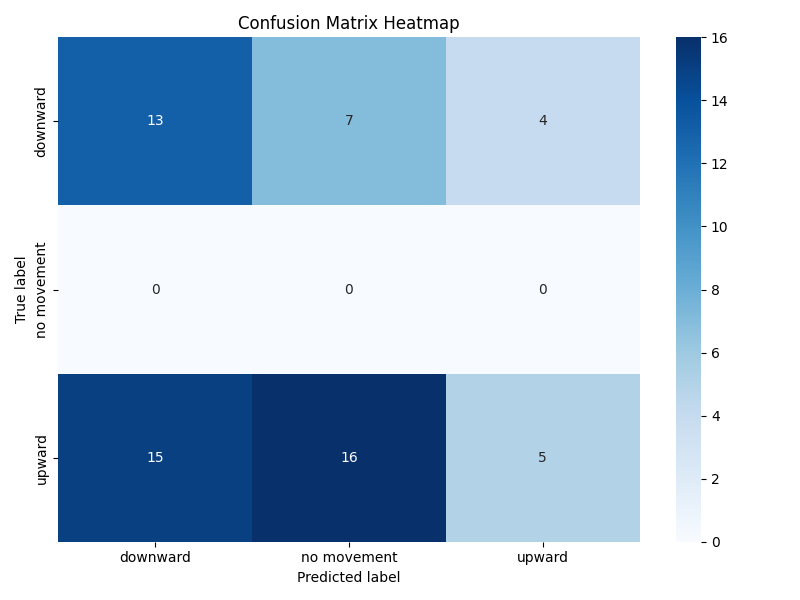 Confusion Matrix Heatmap
True label
downward
13 7 4
no movement
0 0 0
upward
15 16 5
downward no movement upward
Predicted label
16
14
12
10
8
6
4
2
0